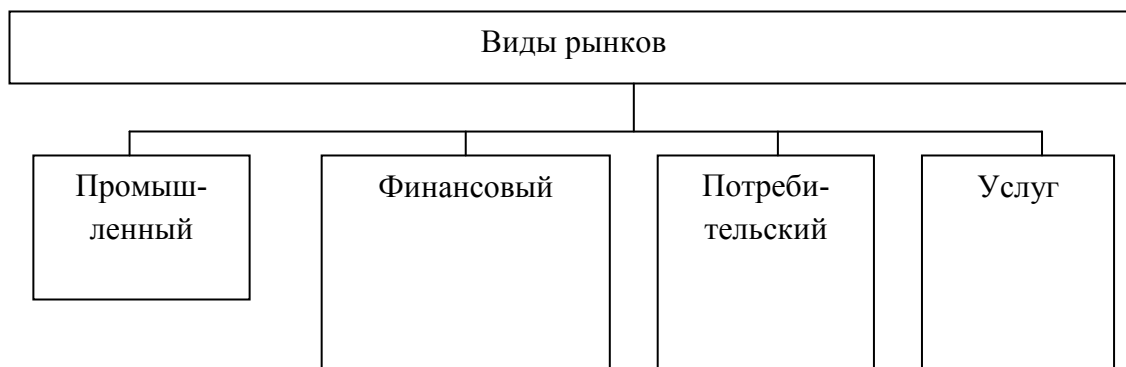 Виды рынков
Промыш-
ленный
Финансовый
Потреби-
тельский
Услуг